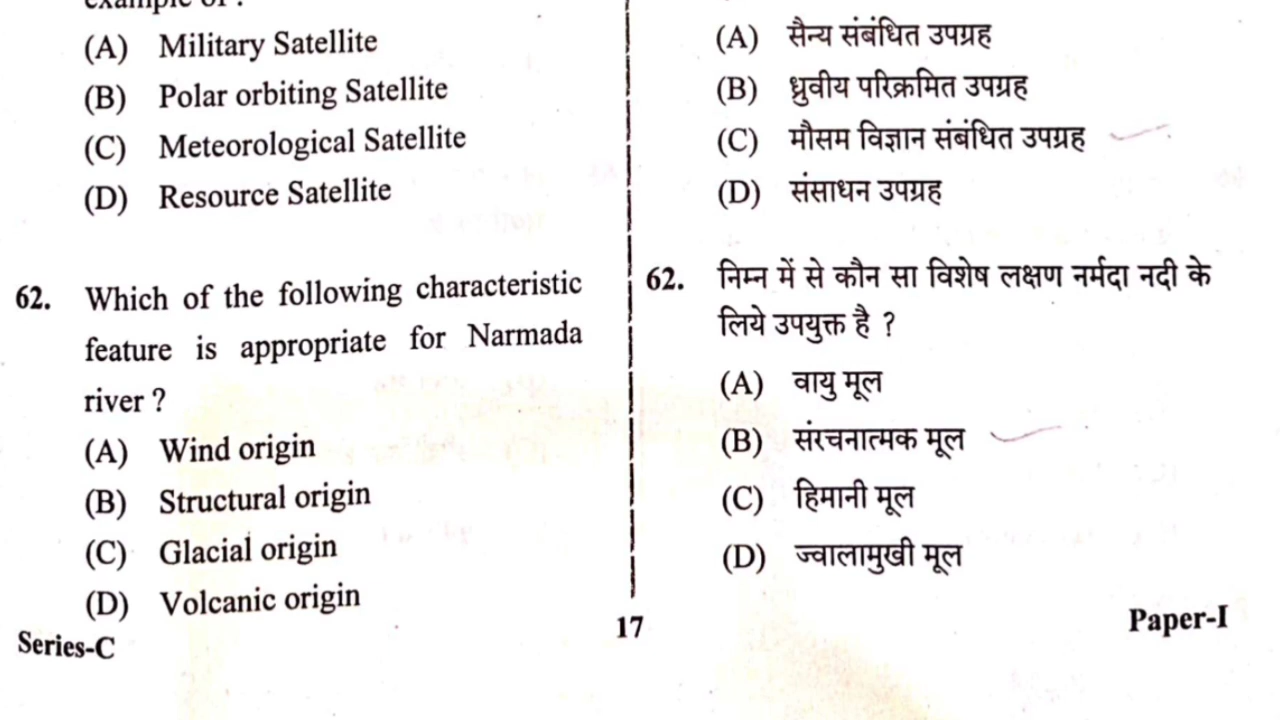 example of :
(A) Military Satellite
(B) Polar orbiting Satellite
(C) Meteorological Satellite
(D) Resource Satellite
62. Which of the following characteristic
feature is appropriate for Narmada
river ?
(A) Wind origin
(B) Structural origin
(C) Glacial origin
(D) Volcanic origin
(A) सैन्य संबंधित उपग्रह
(B) ध्रुवीय परिक्रमित उपग्रह
(C) मौसम विज्ञान संबंधित उपग्रह
(D) संसाधन उपग्रह
62. निम्न में से कौन सा विशेष लक्षण नर्मदा नदी के
लिये उपयुक्त है ?
(A) वायु मूल
(B) संरचनात्मक मूल
(C) हिमानी मूल
(D) ज्वालामुखी मूल
Series-C 17 Paper-I